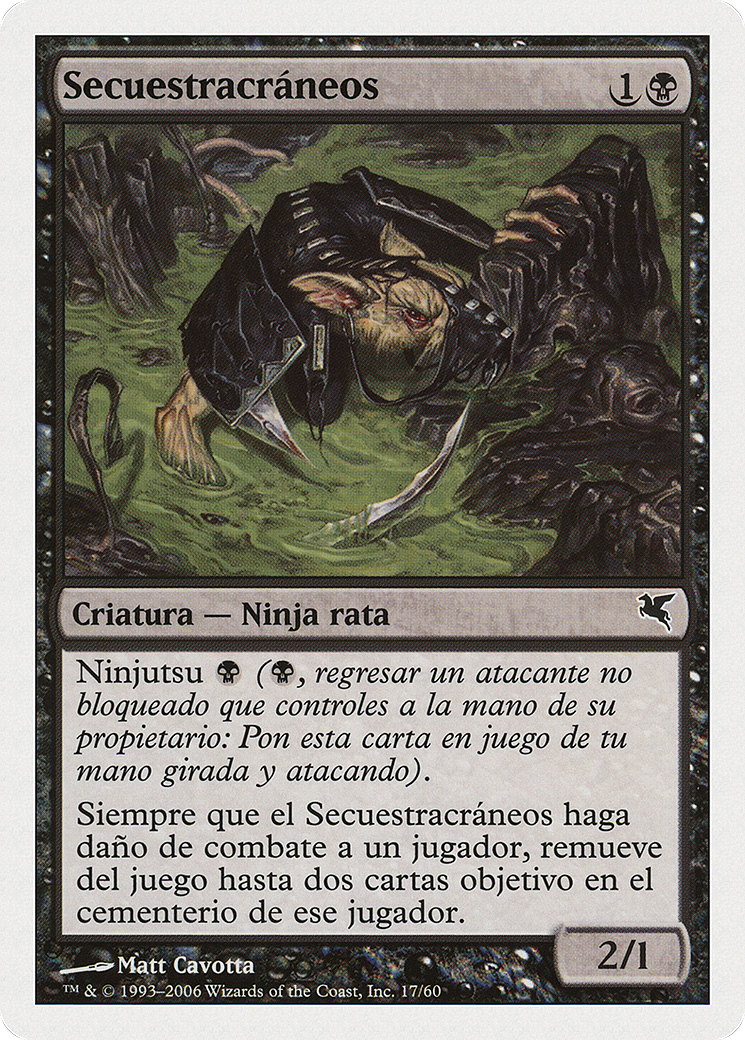 Secuestracráneos
1
Criatura — Ninja rata
Ninjutsu (, regresar un atacante no
bloqueado que controles a la mano de su
propietario: Pon esta carta en juego de tu
mano girada y atacando).
Siempre que el Secuestracráneos haga
daño de combate a un jugador, remueve
del juego hasta dos cartas objetivo en el
cementerio de ese jugador.
2/1
Matt Cavotta
™ & © 1993–2006 Wizards of the Coast, Inc. 17/60